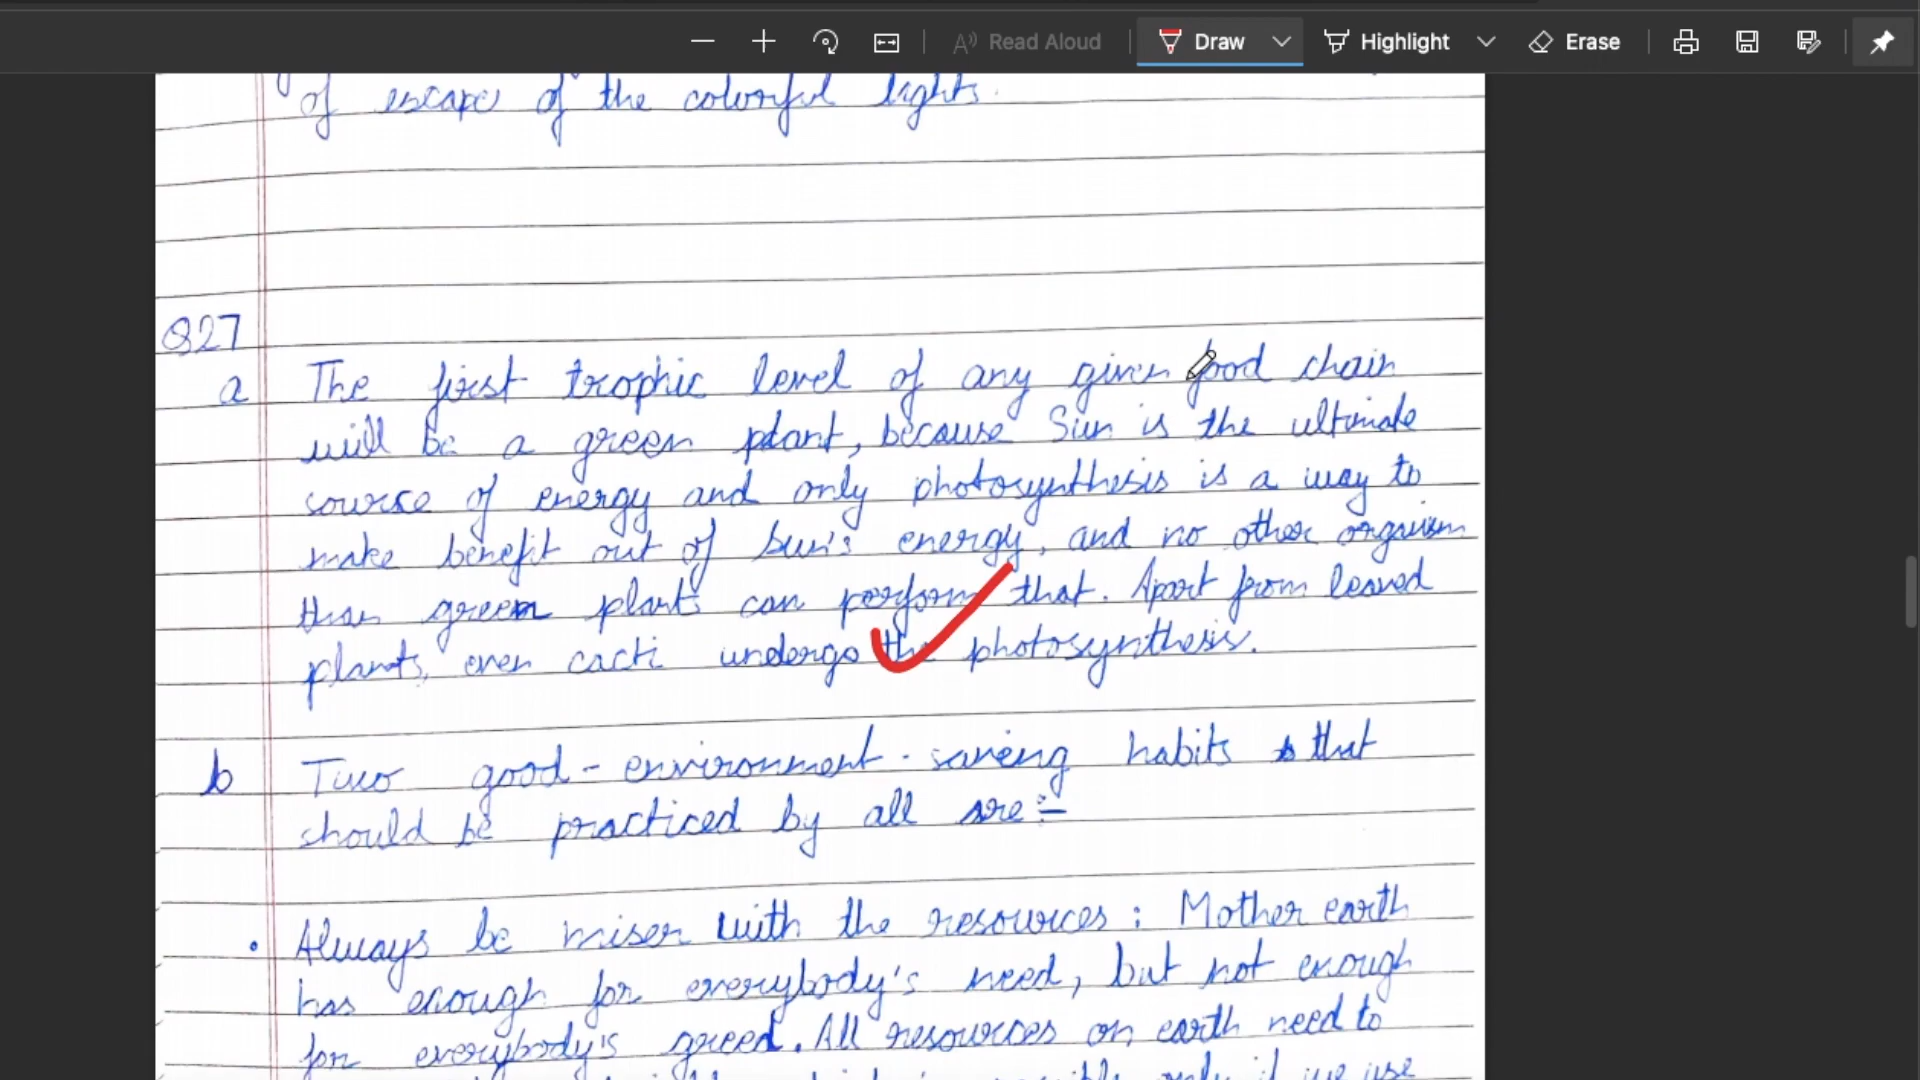 Read Aloud Draw Highlight Erase
of escape of the colorful lights.
Q27
a The first trophic level of any given food chain
will be a green plant, because Sun is the ultimate
source of energy and only photosynthesis is a way to
make benefit out of Sun's energy, and no other organism
than green plants can perform that. Apart from leaved
plants, even cacti undergo the photosynthesis.
b Two good-environment-saving habits that
should be practiced by all are:-
• Always be miser with the resources: Mother earth
has enough for everybody's need, but not enough
for everybody's greed. All resources on earth need to
only if we use